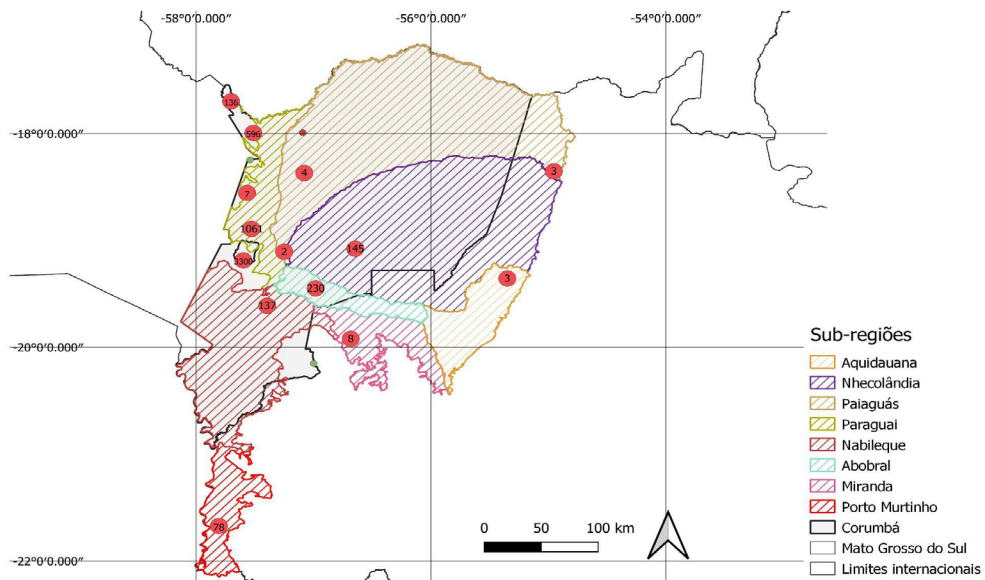 -58°0′0.000″ -56°0′0.000″ -54°0′0.000″
136
-18°0′0.000″
596
4
3
7
1061
2
145
3300
3
230
137
8
-20°0′0.000″
78
-22°0′0.000″
0 50 100 km
Sub-regiões
Aquidauana
Nhecolândia
Paiaguás
Paraguai
Nabileque
Abobral
Miranda
Porto Murtinho
Corumbá
Mato Grosso do Sul
Limites internacionais